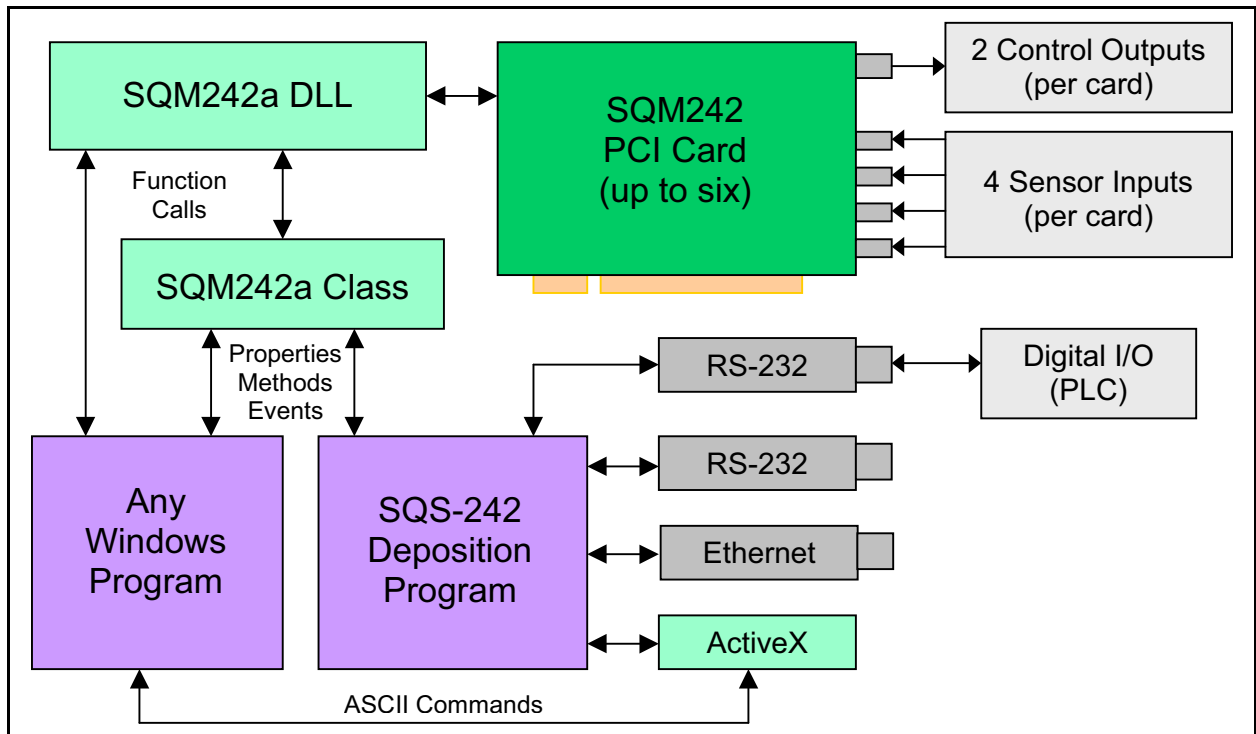 SQM242a DLL
SQM242
PCI Card
(up to six)
2 Control Outputs
(per card)
4 Sensor Inputs
(per card)
Function
Calls
SQM242a Class
Properties
Methods
Events
RS-232
Digital I/O
(PLC)
Any
Windows
Program
SQS-242
Deposition
Program
RS-232
Ethernet
ActiveX
ASCII Commands